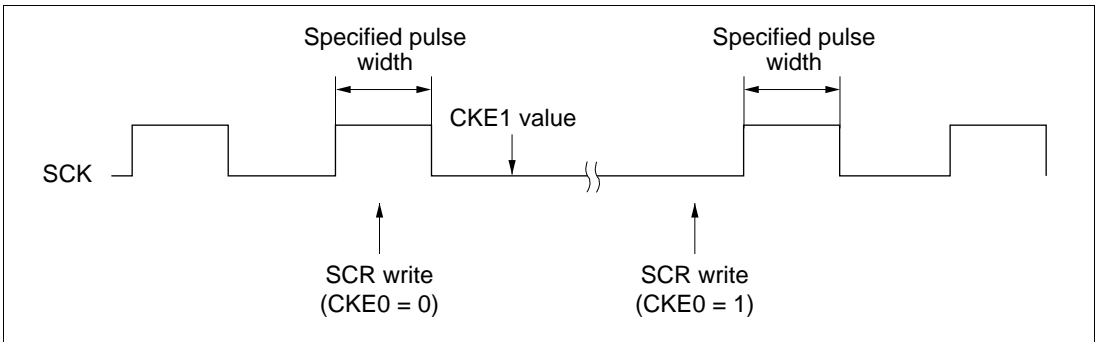 Specified pulse
width
Specified pulse
width
CKE1 value
SCK
SCR write
(CKE0 = 0)
SCR write
(CKE0 = 1)